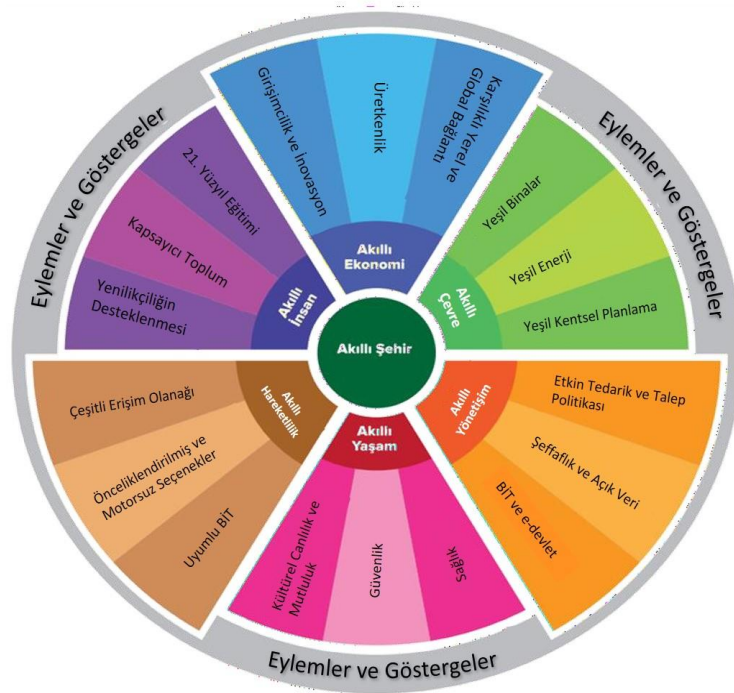 Eylemler ve Göstergeler
Girişimcilik ve İnovasyon
Üretkenlik
Karşılıklı Yerel ve
Global Bağlantı
Akıllı
Ekonomi
Eylemler ve Göstergeler
Yeşil Binalar
Yeşil Enerji
Yeşil Kentsel Planlama
Akıllı
Çevre
21. Yüzyıl Eğitimi
Kapsayıcı Toplum
Yenilikçiliğin
Desteklenmesi
Akıllı
İnsan
Akıllı Şehir
Çeşitli Erişim Olanağı
Önceliklendirilmiş ve
Motorsuz Seçenekler
Uyumlu BİT
Akıllı
Hareketlilik
Akıllı
Yaşam
Kültürel Canlılık ve
Mutluluk
Güvenlik
Sağlık
Akıllı
Yönetişim
Etkin Tedarik ve Talep
Politikası
Şeffaflık ve Açık Veri
BİT ve e-devlet
Eylemler ve Göstergeler